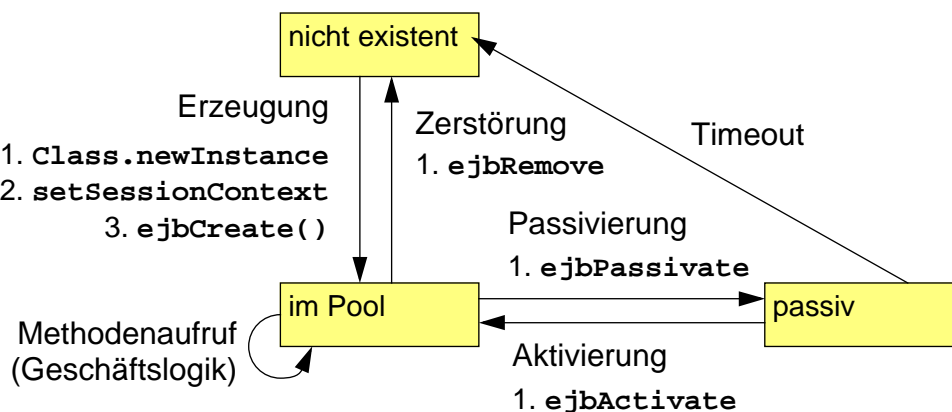 nicht existent
Erzeugung
1. Class.newInstance
2. setSessionContext
3. ejbCreate()
Zerstörung
1. ejbRemove
Timeout
Passivierung
1. ejbPassivate
im Pool
passiv
Methodenaufruf
(Geschäftslogik)
Aktivierung
1. ejbActivate